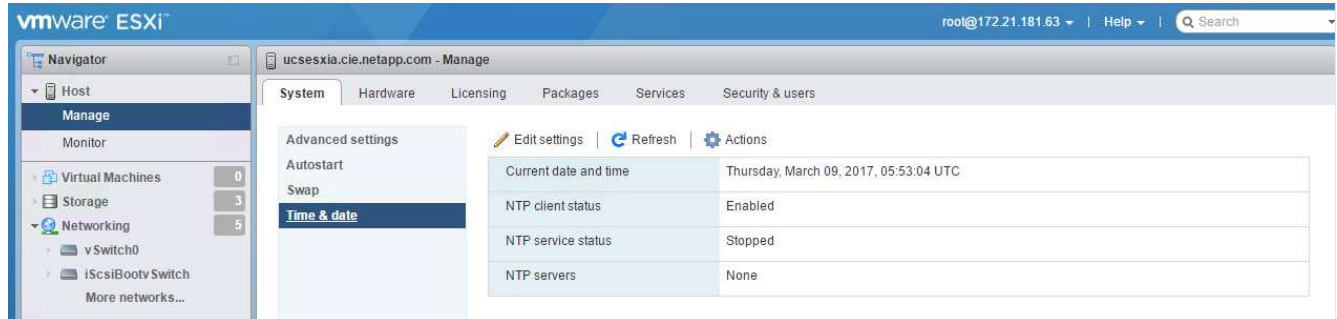 vmware ESXi™
root@172.21.181.63 | Help | Search
Navigator
ucsesxia.cie.netapp.com - Manage
Host
Manage
Monitor
Virtual Machines 0
Storage 3
Networking 5
vSwitch0
iScsiBootvSwitch
More networks...
System Hardware Licensing Packages Services Security & users
Advanced settings
Autostart
Swap
Time & date
Edit settings | Refresh | Actions
Current date and time Thursday, March 09, 2017, 05:53:04 UTC
NTP client status Enabled
NTP service status Stopped
NTP servers None